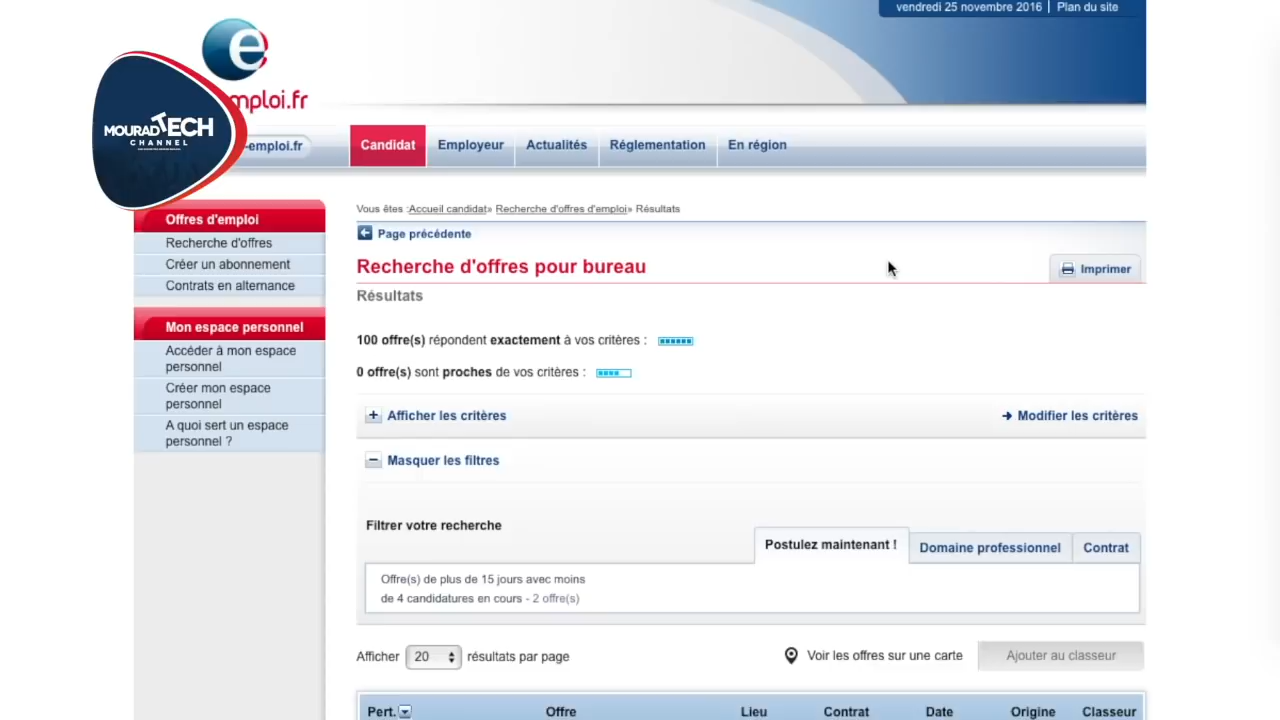 vendredi 25 novembre 2016 | Plan du site
e
mploi.fr
MOURAD TECH
CHANNEL
-emploi.fr
Candidat
Employeur
Actualités
Réglementation
En région
Vous êtes :Accueil candidat» Recherche d'offres d'emploi» Résultats
Page précédente
Offres d'emploi
Recherche d'offres
Créer un abonnement
Contrats en alternance
Mon espace personnel
Accéder à mon espace
personnel
Créer mon espace
personnel
A quoi sert un espace
personnel ?
Recherche d'offres pour bureau
Imprimer
Résultats
100 offre(s) répondent exactement à vos critères :
0 offre(s) sont proches de vos critères :
+ Afficher les critères
Modifier les critères
Masquer les filtres
Filtrer votre recherche
Postulez maintenant !
Domaine professionnel
Contrat
Offre(s) de plus de 15 jours avec moins
de 4 candidatures en cours - 2 offre(s)
Afficher 20 résultats par page
Voir les offres sur une carte
Ajouter au classeur
Pert. Offre Lieu Contrat Date Origine Classeur